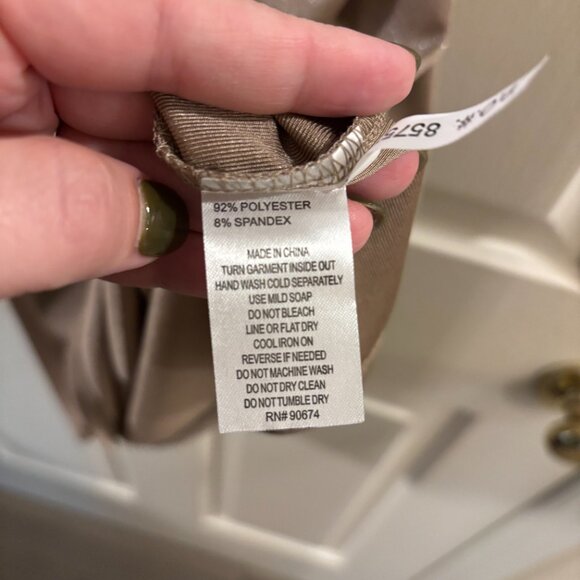 8575
92% POLYESTER
8% SPANDEX
MADE IN CHINA
TURN GARMENT INSIDE OUT
HAND WASH COLD SEPARATELY
USE MILD SOAP
DO NOT BLEACH
LINE OR FLAT DRY
COOL IRON ON
REVERSE IF NEEDED
DO NOT MACHINE WASH
DO NOT DRY CLEAN
DO NOT TUMBLE DRY
RN# 90674